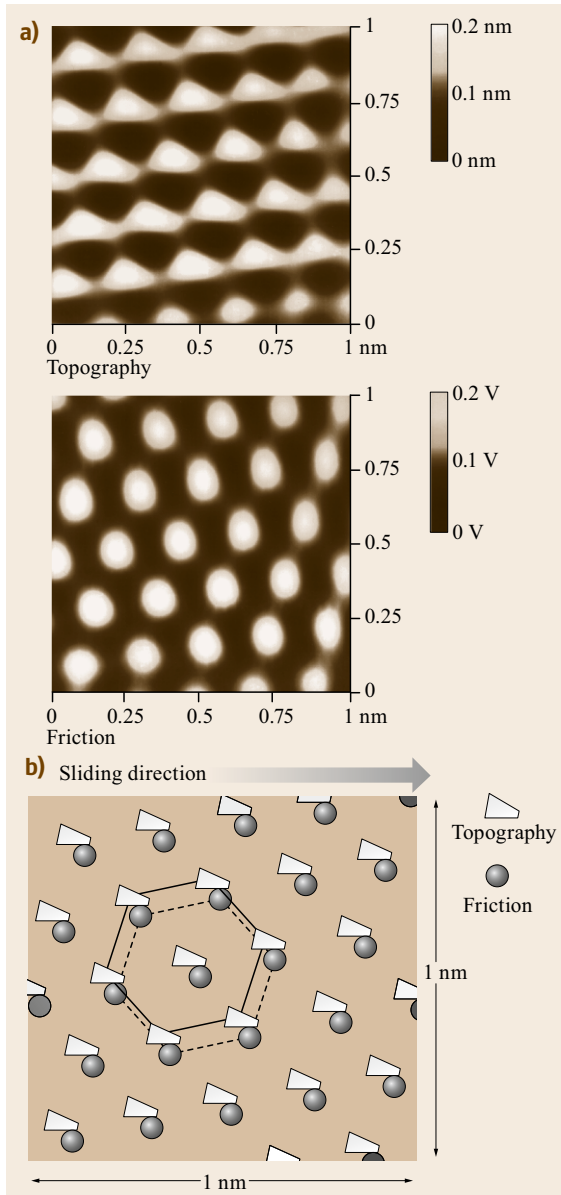 a)
1
0.75
0.5
0.25
0
0 0.25 0.5 0.75 1 nm
Topography
0.2 nm
0.1 nm
0 nm
1
0.75
0.5
0.25
0
0 0.25 0.5 0.75 1 nm
Friction
0.2 V
0.1 V
0 V
b) Sliding direction
Topography
Friction
1 nm
1 nm